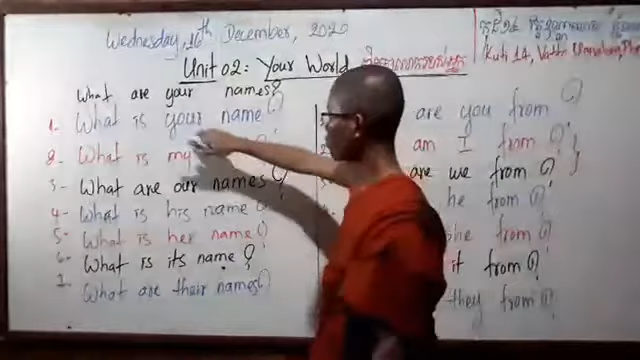 Wednesday, 16th December, 2020
Kuti 14, Vatth
Unit 02: Your World
What are your names?
1- What is your name?
2- What is my
3- What are our names?
4- What is his name?
5- What is her name?
6- What is its name?
7- What are their names?
are you from?
am I from?
are we from?
he from?
she from?
it from?
they from?